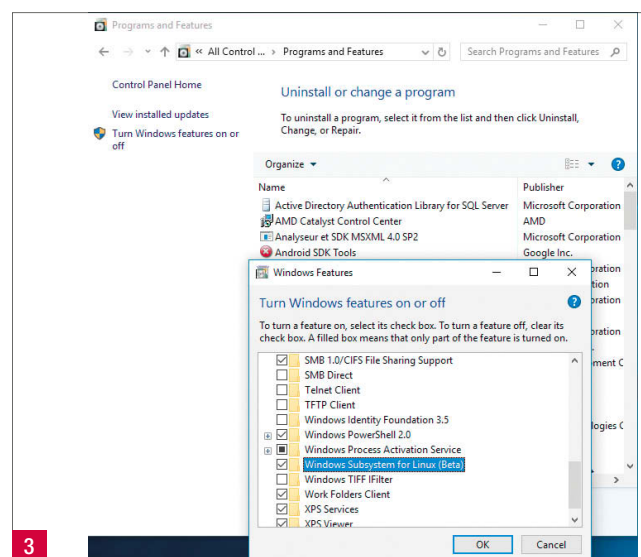 Programs and Features
« All Control ... › Programs and Features
Search Programs and Features
Control Panel Home
View installed updates
Turn Windows features on or
off
Uninstall or change a program
To uninstall a program, select it from the list and then click Uninstall,
Change, or Repair.
Organize
Name
Publisher
Active Directory Authentication Library for SQL Server
Microsoft Corporation
AMD Catalyst Control Center
AMD
Analyseur et SDK MSXML 4.0 SP2
Microsoft Corporation
Android SDK Tools
Google Inc.
Windows Features
Turn Windows features on or off
To turn a feature on, select its check box. To turn a feature off, clear its
check box. A filled box means that only part of the feature is turned on.
SMB 1.0/CIFS File Sharing Support
SMB Direct
Telnet Client
TFTP Client
Windows Identity Foundation 3.5
Windows PowerShell 2.0
Windows Process Activation Service
Windows Subsystem for Linux (Beta)
Windows TIFF IFilter
Work Folders Client
XPS Services
XPS Viewer
OK
Cancel
oration
tion
oration
oration
ment C
logies C
3